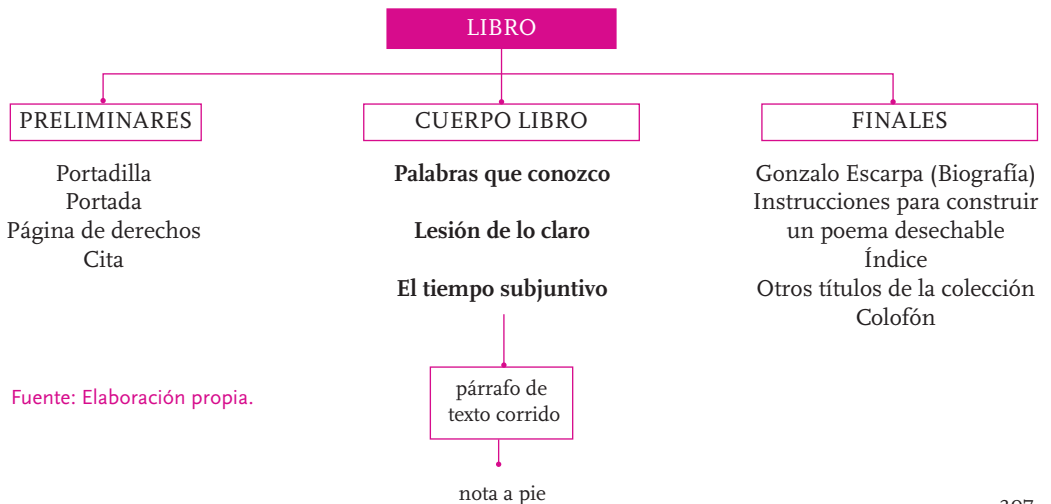 LIBRO
PRELIMINARES
Portadilla
Portada
Página de derechos
Cita
CUERPO LIBRO
Palabras que conozco
Lesión de lo claro
El tiempo subjuntivo
párrafo de
texto corrido
nota a pie
FINALES
Gonzalo Escarpa (Biografía)
Instrucciones para construir
un poema desechable
Índice
Otros títulos de la colección
Colofón
Fuente: Elaboración propia.